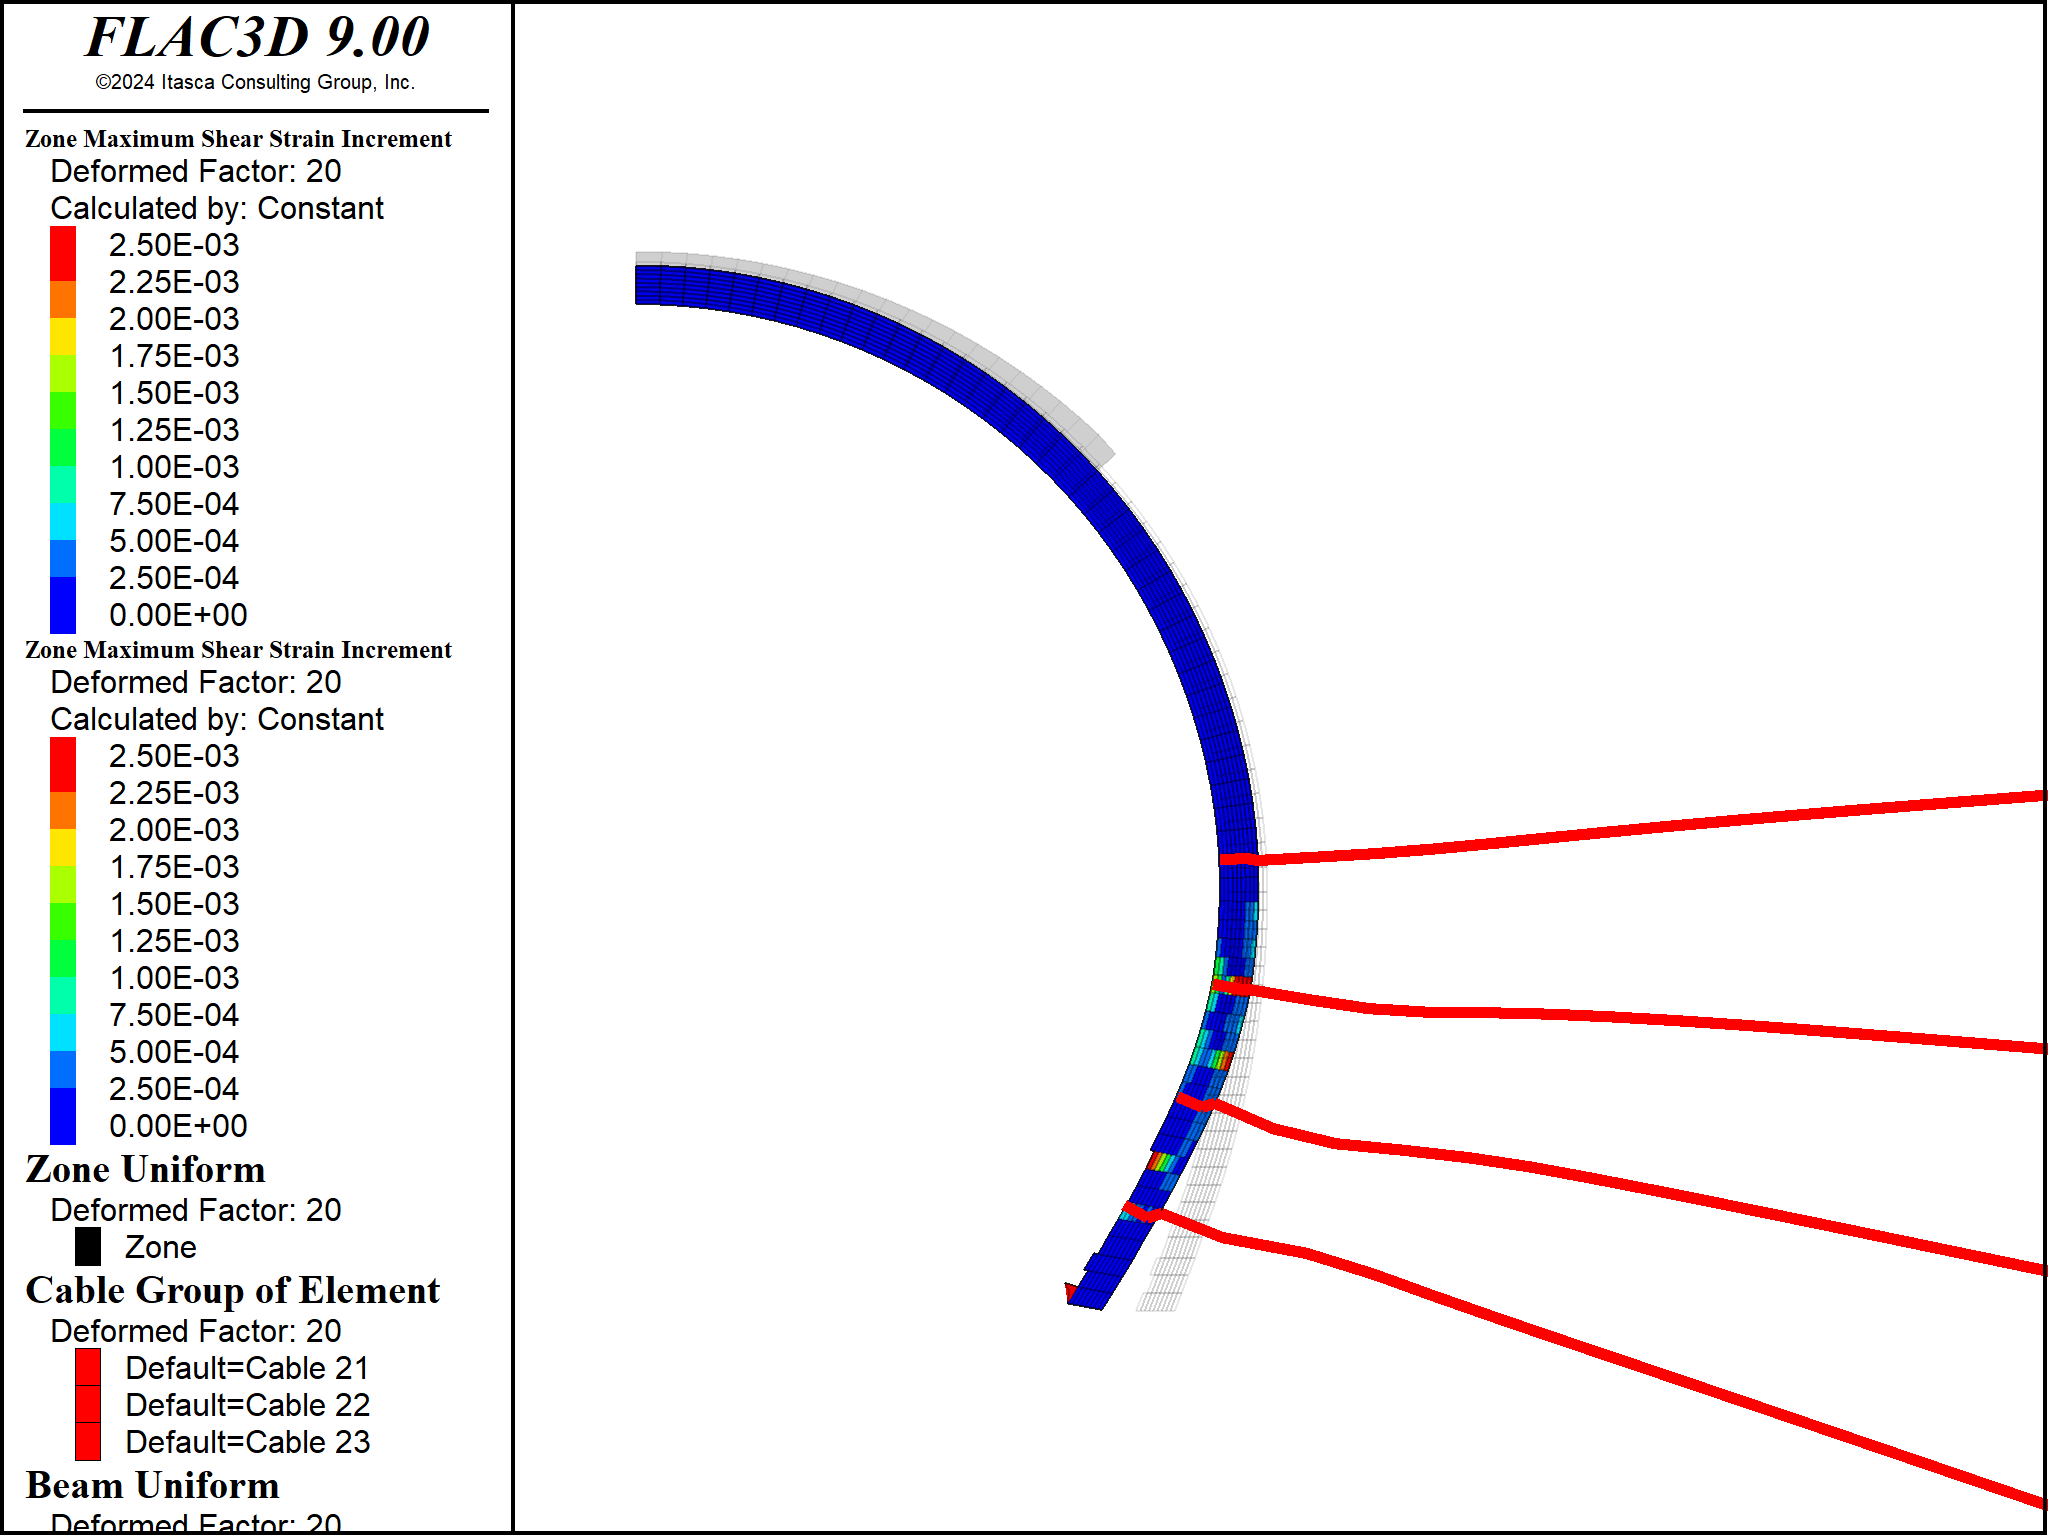 FLAC3D 9.00
©2024 Itasca Consulting Group, Inc.
Zone Maximum Shear Strain Increment
Deformed Factor: 20
Calculated by: Constant
2.50E-03
2.25E-03
2.00E-03
1.75E-03
1.50E-03
1.25E-03
1.00E-03
7.50E-04
5.00E-04
2.50E-04
0.00E+00
Zone Maximum Shear Strain Increment
Deformed Factor: 20
Calculated by: Constant
2.50E-03
2.25E-03
2.00E-03
1.75E-03
1.50E-03
1.25E-03
1.00E-03
7.50E-04
5.00E-04
2.50E-04
0.00E+00
Zone Uniform
Deformed Factor: 20
Zone
Cable Group of Element
Deformed Factor: 20
Default=Cable 21
Default=Cable 22
Default=Cable 23
Beam Uniform
Deformed Factor: 20